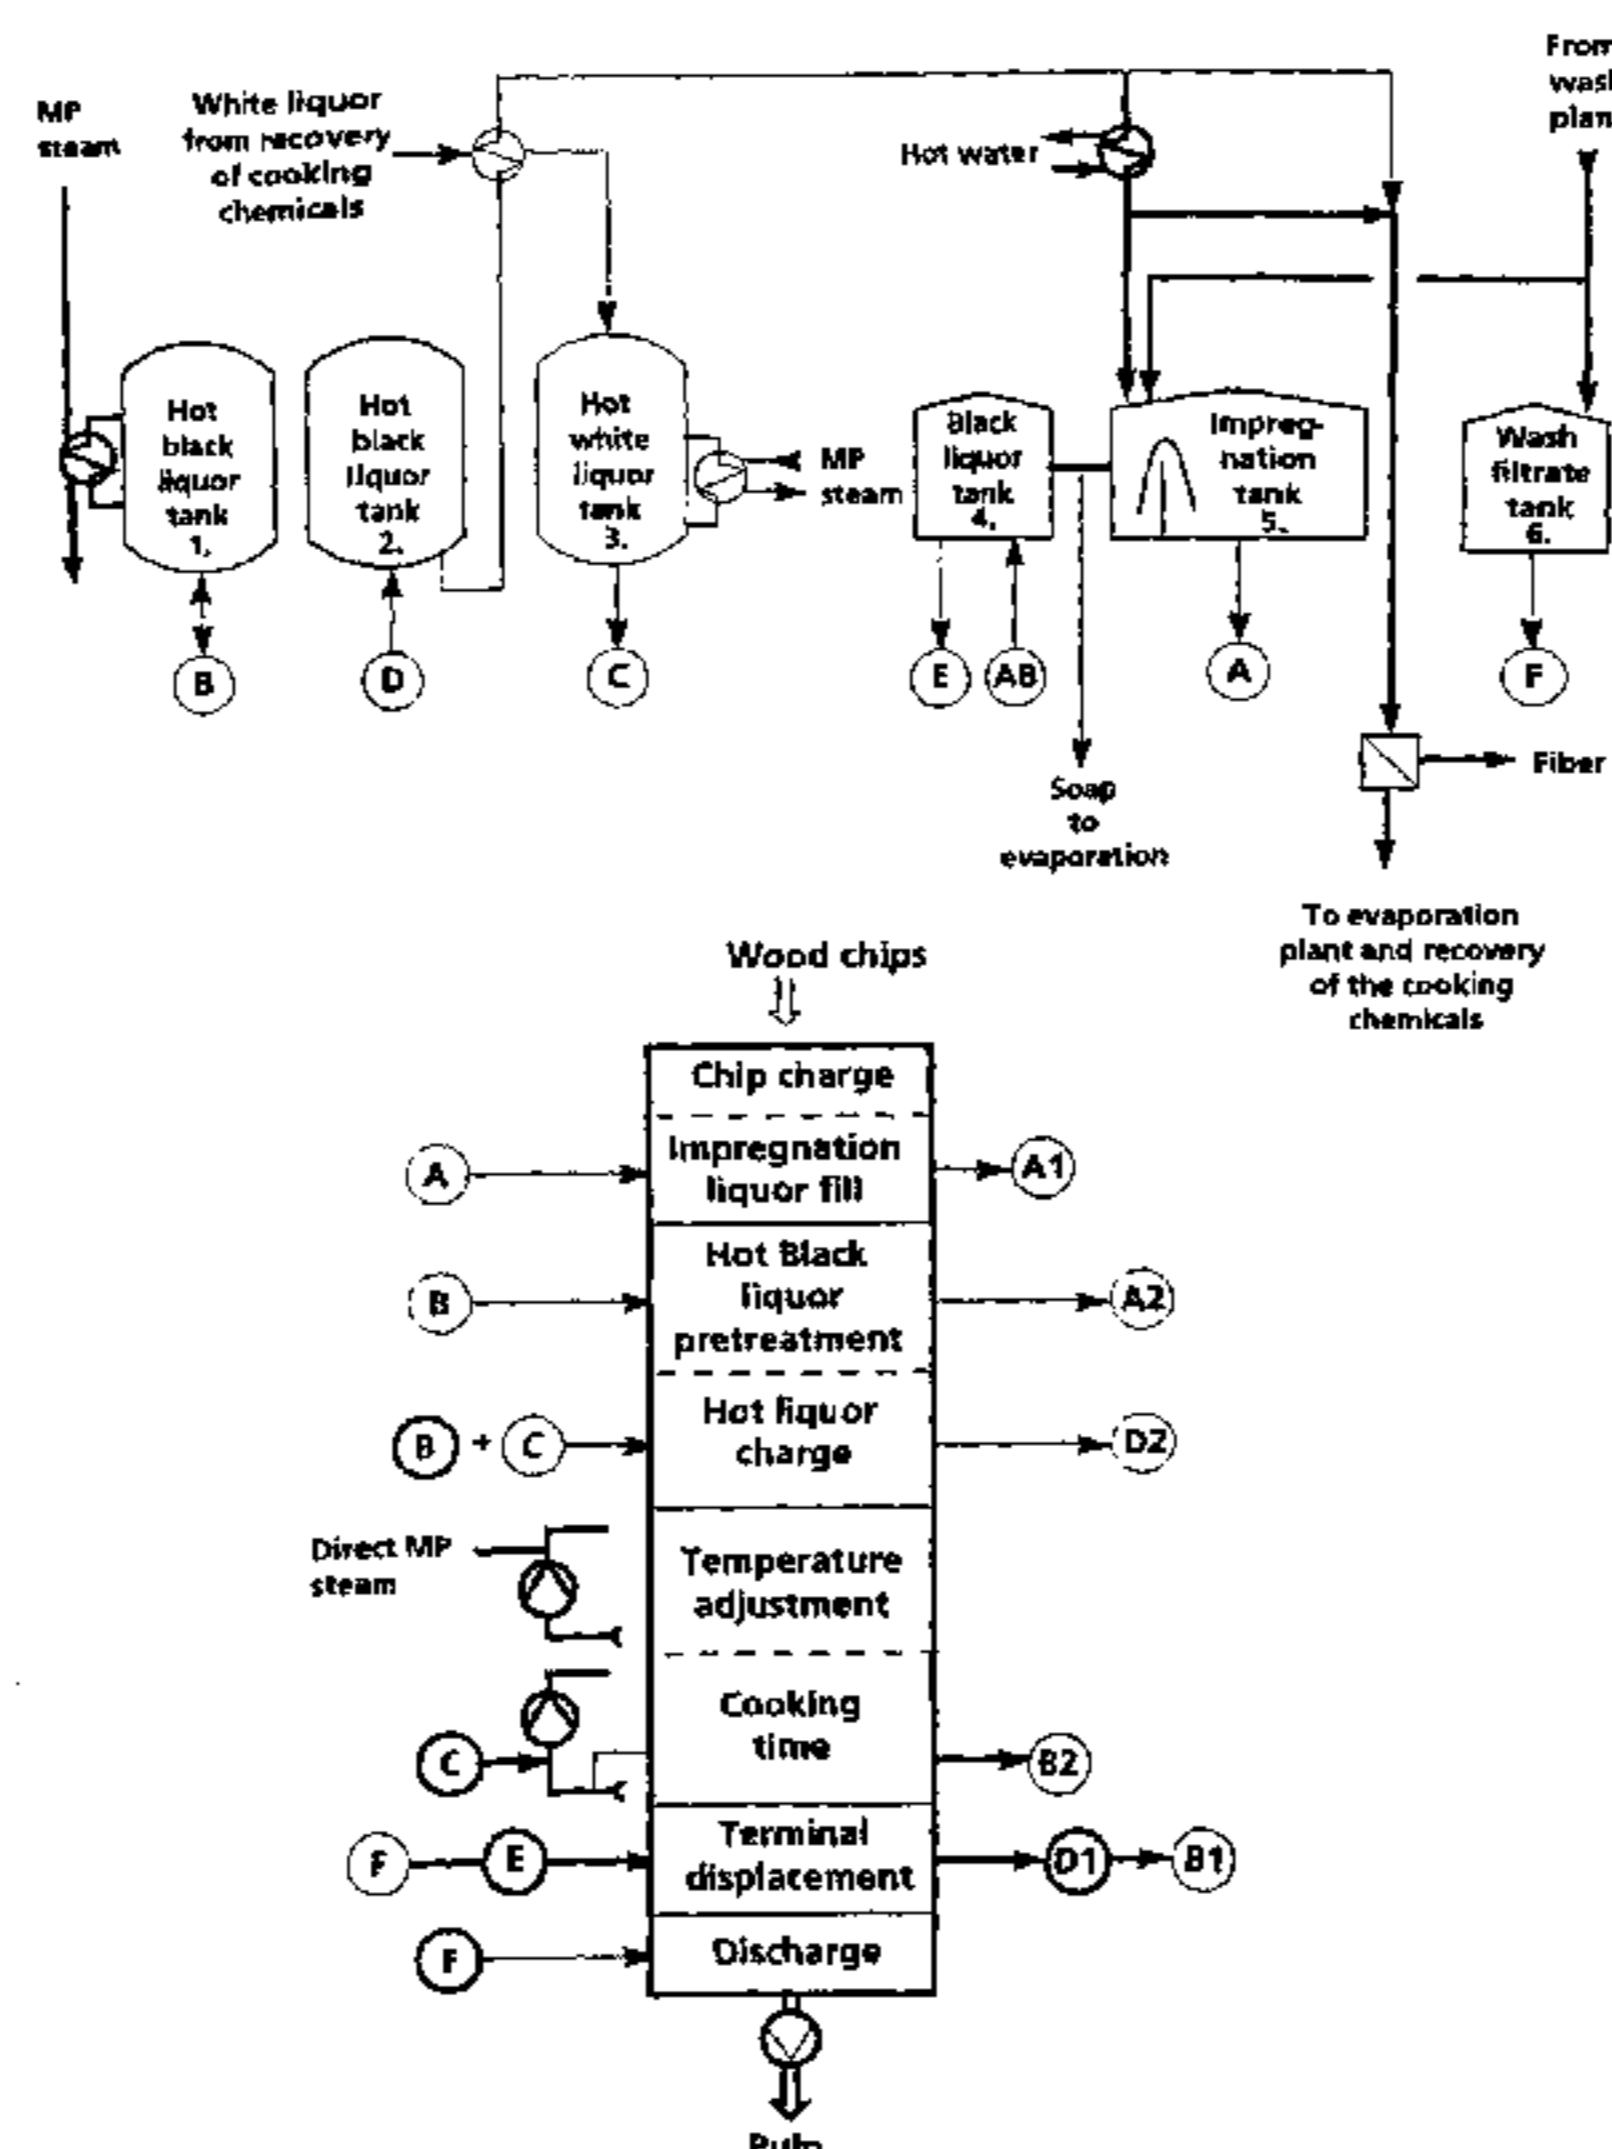 MP
steam
White liquor
from recovery
of cooking
chemicals
Hot water
From
wash
plan
Hot
black
liquor
tank
1.
Hot
black
liquor
tank
2.
Hot
white
liquor
tank
3.
MP
steam
Black
liquor
tank
4.
Impreg-
nation
tank
5.
Wash
filtrate
tank
6.
B
D
C
E
AB
A
F
Soap
to
evaporation
Fiber
To evaporation
plant and recovery
of the cooking
chemicals
Wood chips
Chip charge
A
Impregnation
liquor fill
A1
B
Hot Black
liquor
pretreatment
A2
B + C
Hot liquor
charge
D2
Direct MP
steam
Temperature
adjustment
C
Cooking
time
B2
F
E
Terminal
displacement
D1
B1
F
Discharge
Pulp